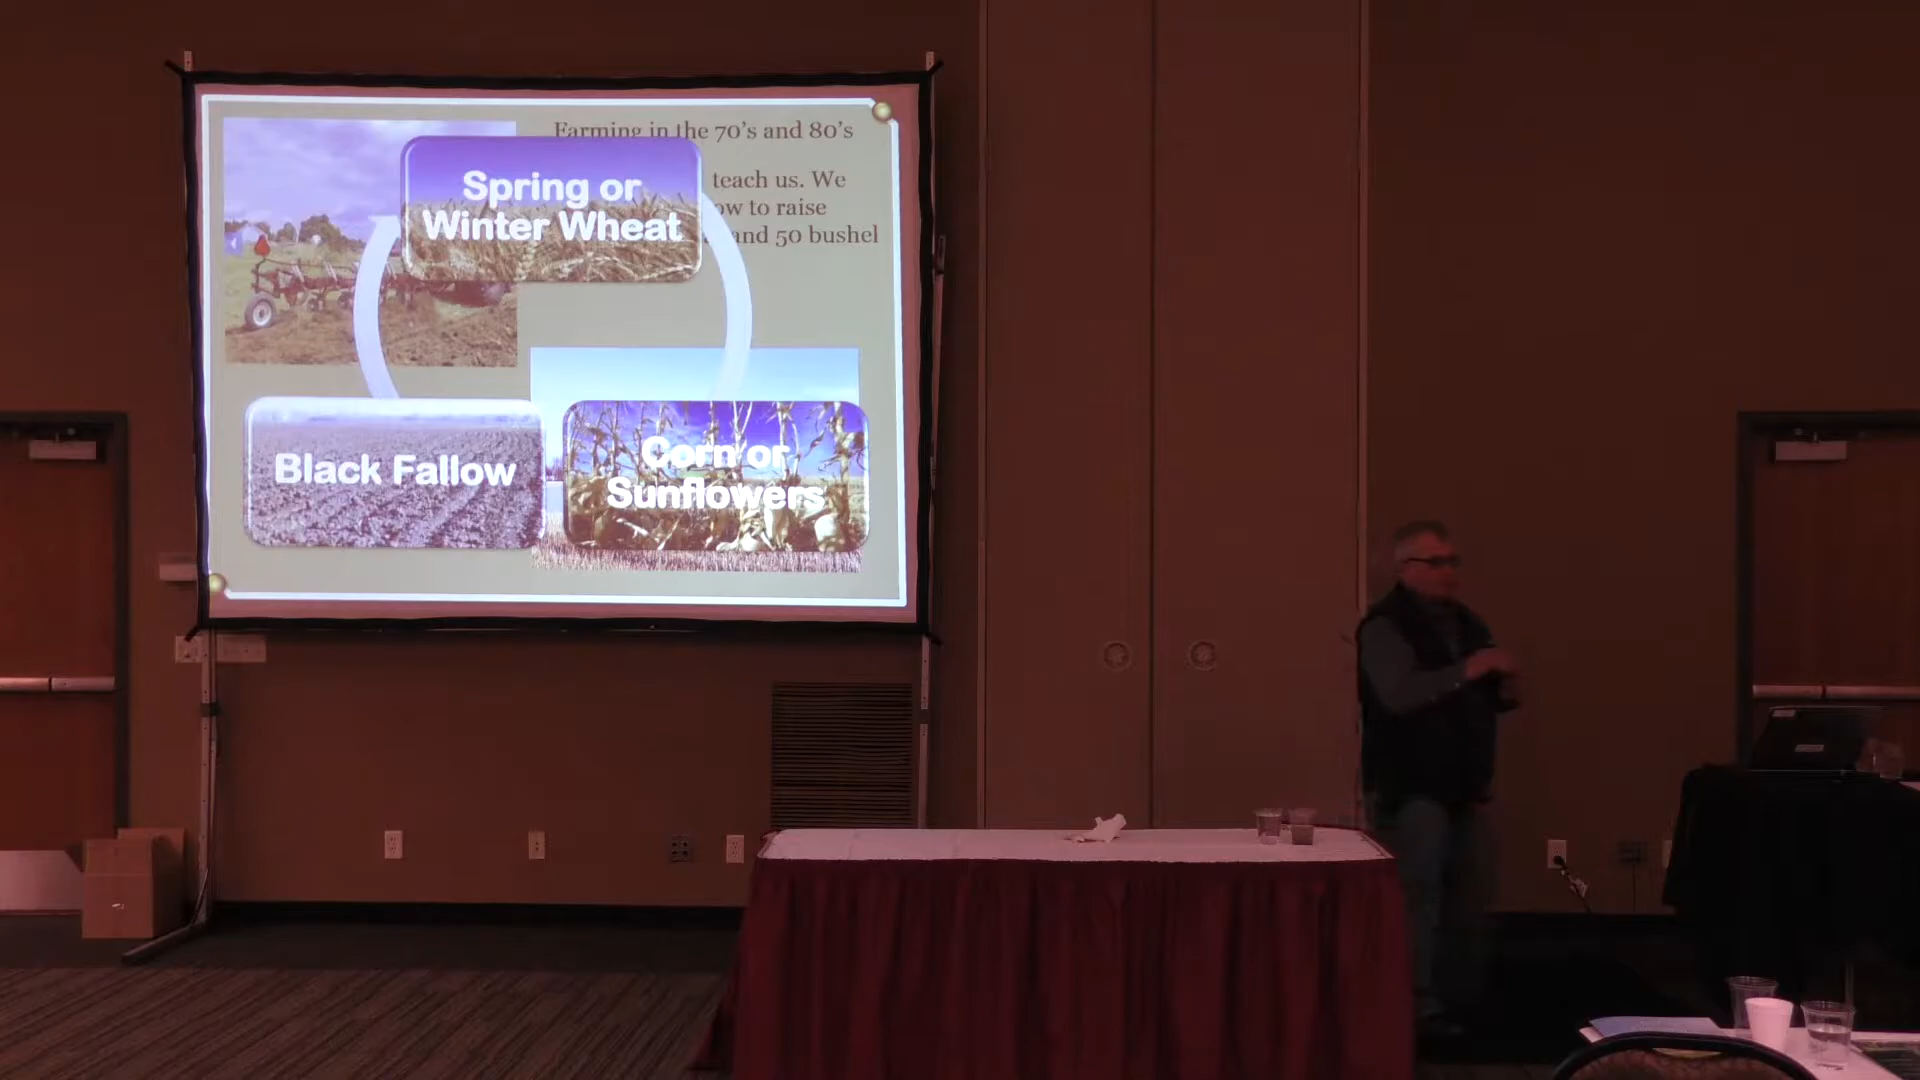 Farming in the 70's and 80's
teach us. We
to raise
and 50 bushel
Spring or
Winter Wheat
Black Fallow
Corn or
Sunflowers